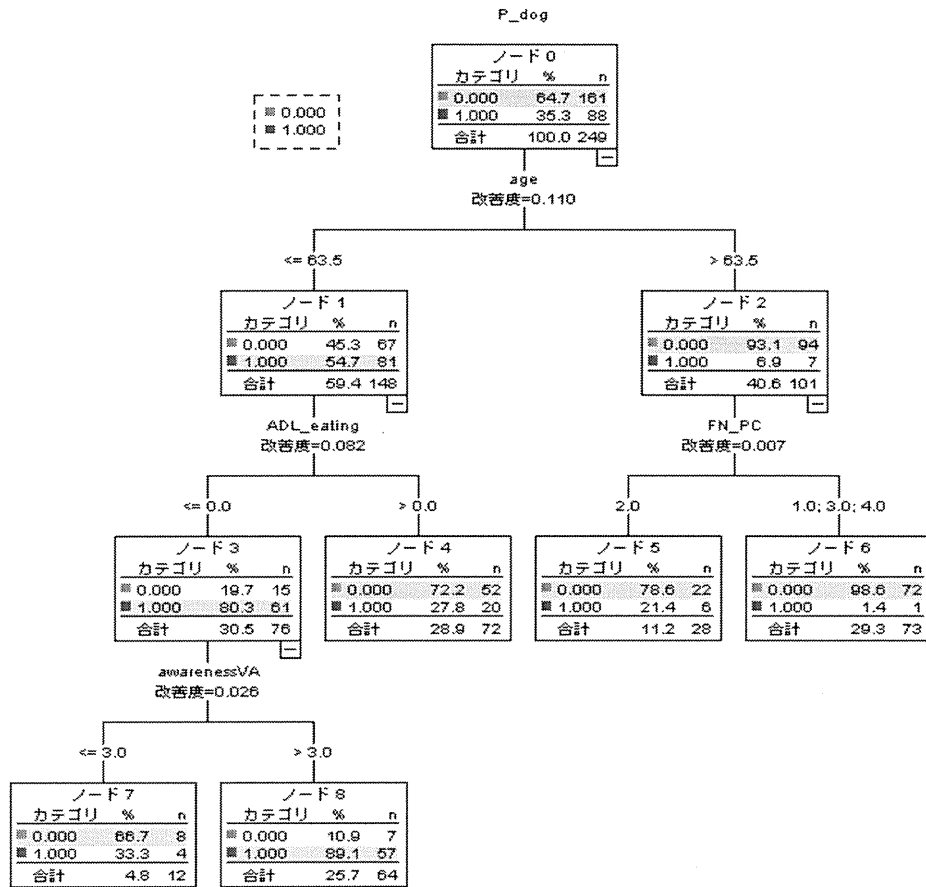 P_dog
ノード 0
カテゴリ % n
0.000 64.7 161
1.000 35.3 88
合計 100.0 249
0.000
1.000
age
改善度=0.110
<= 63.5
> 63.5
ノード 1
カテゴリ % n
0.000 45.3 67
1.000 54.7 81
合計 59.4 148
ノード 2
カテゴリ % n
0.000 93.1 94
1.000 6.9 7
合計 40.6 101
ADL_eating
改善度=0.082
FN_PC
改善度=0.007
<= 0.0
> 0.0
2.0
1.0; 3.0; 4.0
ノード 3
カテゴリ % n
0.000 19.7 15
1.000 80.3 61
合計 30.5 76
ノード 4
カテゴリ % n
0.000 72.2 52
1.000 27.8 20
合計 28.9 72
ノード 5
カテゴリ % n
0.000 78.6 22
1.000 21.4 6
合計 11.2 28
ノード 6
カテゴリ % n
0.000 98.6 72
1.000 1.4 1
合計 29.3 73
awarenessVA
改善度=0.026
<= 3.0
> 3.0
ノード 7
カテゴリ % n
0.000 66.7 8
1.000 33.3 4
合計 4.8 12
ノード 8
カテゴリ % n
0.000 10.9 7
1.000 89.1 57
合計 25.7 64